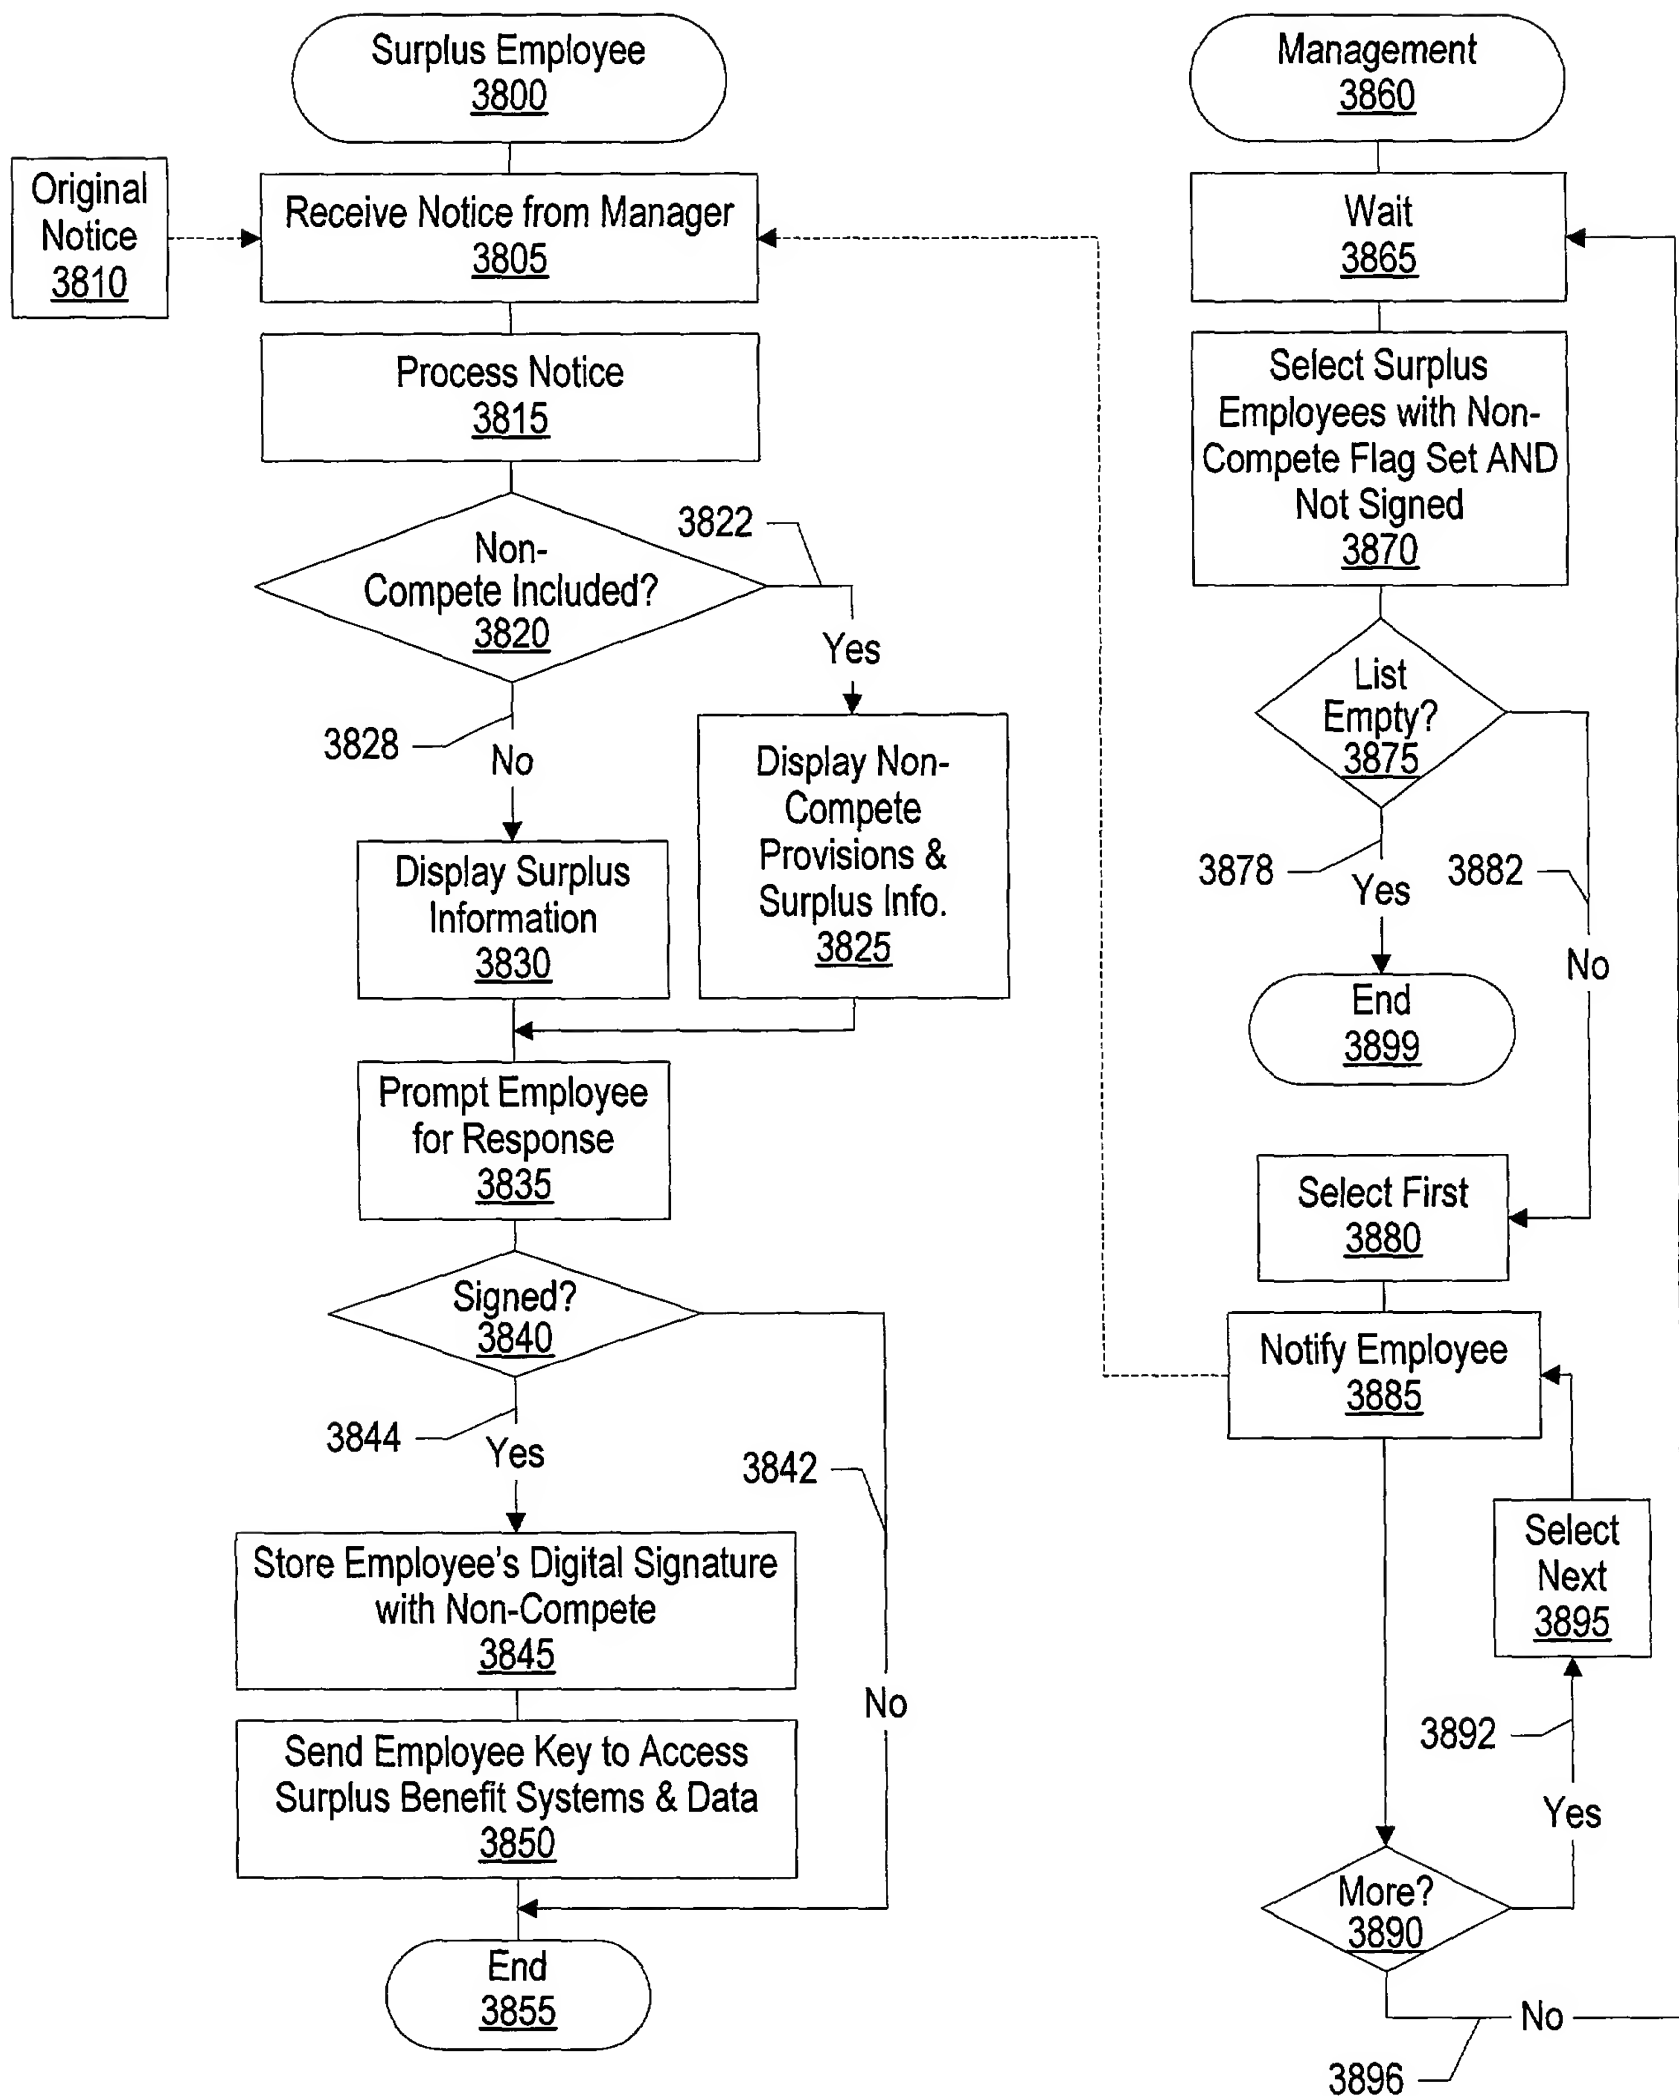 Surplus Employee
3800
Original
Notice
3810
Receive Notice from Manager
3805
Process Notice
3815
Non-
Compete Included?
3820
3822
Yes
3828
No
Display Surplus
Information
3830
Display Non-
Compete
Provisions &
Surplus Info.
3825
Prompt Employee
for Response
3835
Signed?
3840
3844
Yes
3842
No
Store Employee's Digital Signature
with Non-Compete
3845
Send Employee Key to Access
Surplus Benefit Systems & Data
3850
End
3855
Management
3860
Wait
3865
Select Surplus
Employees with Non-
Compete Flag Set AND
Not Signed
3870
List
Empty?
3875
3878
Yes
3882
No
End
3899
Select First
3880
Notify Employee
3885
Select
Next
3895
3892
Yes
More?
3890
No
3896